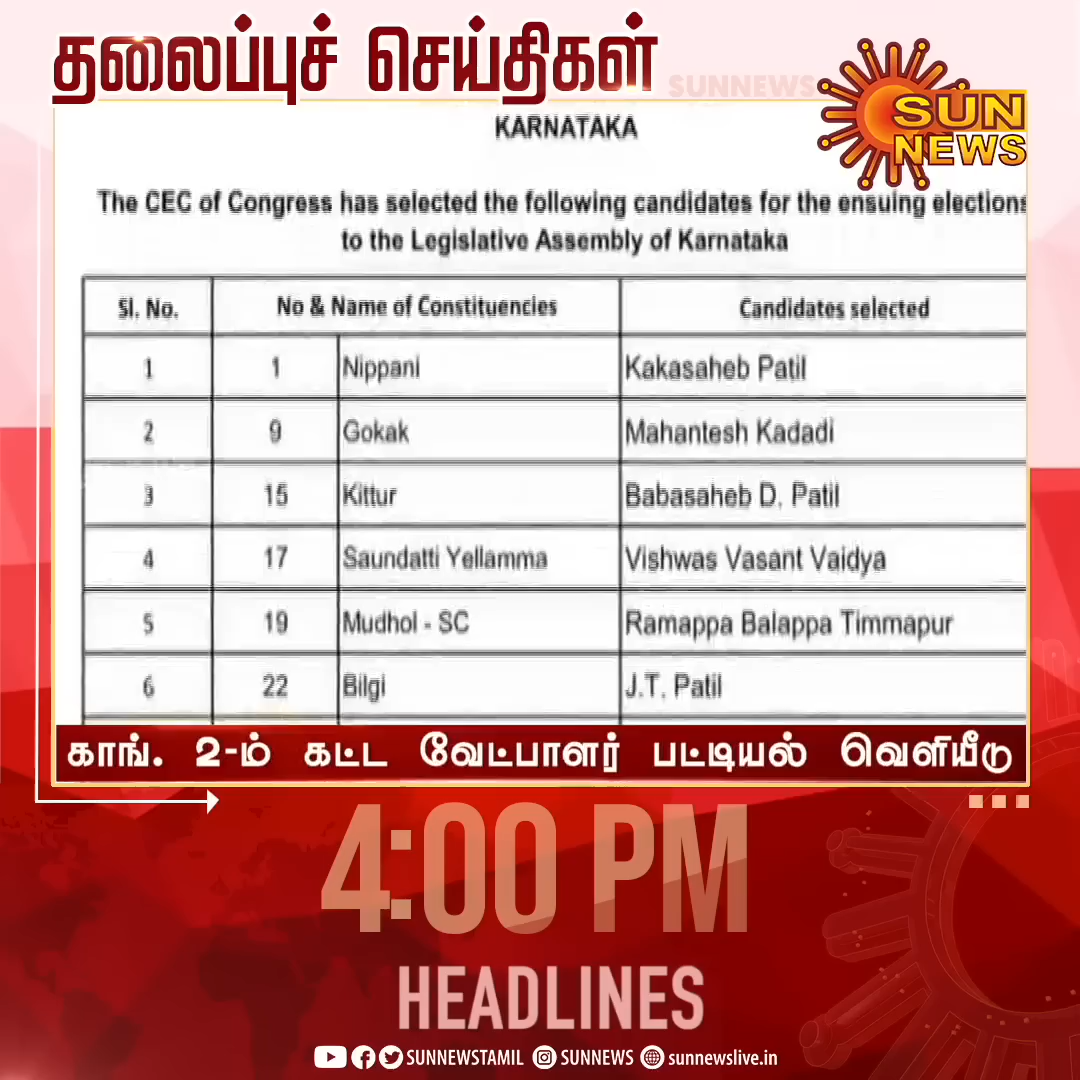 தலைப்புச் செய்திகள்
SUNNEWS
SUN
NEWS
KARNATAKA
The CEC of Congress has selected the following candidates for the ensuing elections
to the Legislative Assembly of Karnataka
Sl. No. No & Name of Constituencies Candidates selected
1 1 Nippani Kakasaheb Patil
2 9 Gokak Mahantesh Kadadi
3 15 Kittur Babasaheb D. Patil
4 17 Saundatti Yellamma Vishwas Vasant Vaidya
5 19 Mudhol - SC Ramappa Balappa Timmapur
6 22 Bilgi J.T. Patil
காங். 2-ம் கட்ட வேட்பாளர் பட்டியல் வெளியீடு
4:00 PM
HEADLINES
SUNNEWSTAMIL SUNNEWS sunnewslive.in